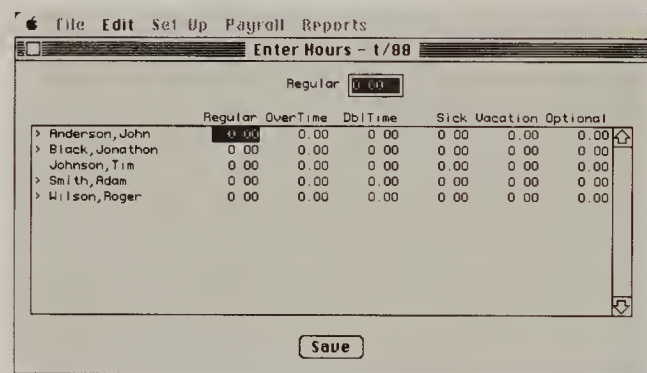 File Edit Set Up Payroll Reports
Enter Hours - t/88
Regular 0 00
Regular OverTime DblTime Sick Vacation Optional
> Anderson, John 0 00 0.00 0 00 0 00 0.00 0.00
> Black, Jonathon 0 00 0.00 0 00 0 00 0 00 0.00
Johnson, Tim 0 00 0.00 0.00 0.00 0 00 0.00
> Smith, Adam 0 00 0.00 0 00 0 00 0 00 0.00
> Wilson, Roger 0 00 0.00 0.00 0 00 0 00 0.00
Save